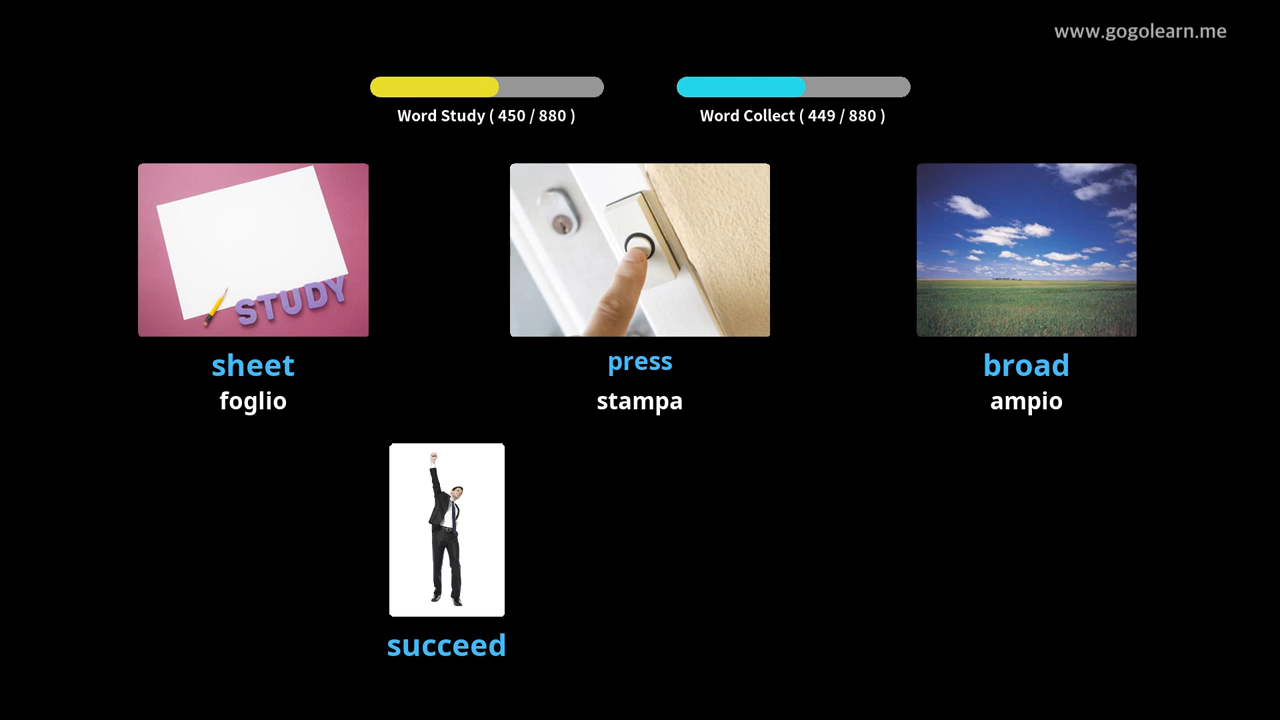 www.gogolearn.me
Word Study ( 450 / 880 )
Word Collect ( 449 / 880 )
STUDY
sheet
foglio
press
stampa
broad
ampio
succeed